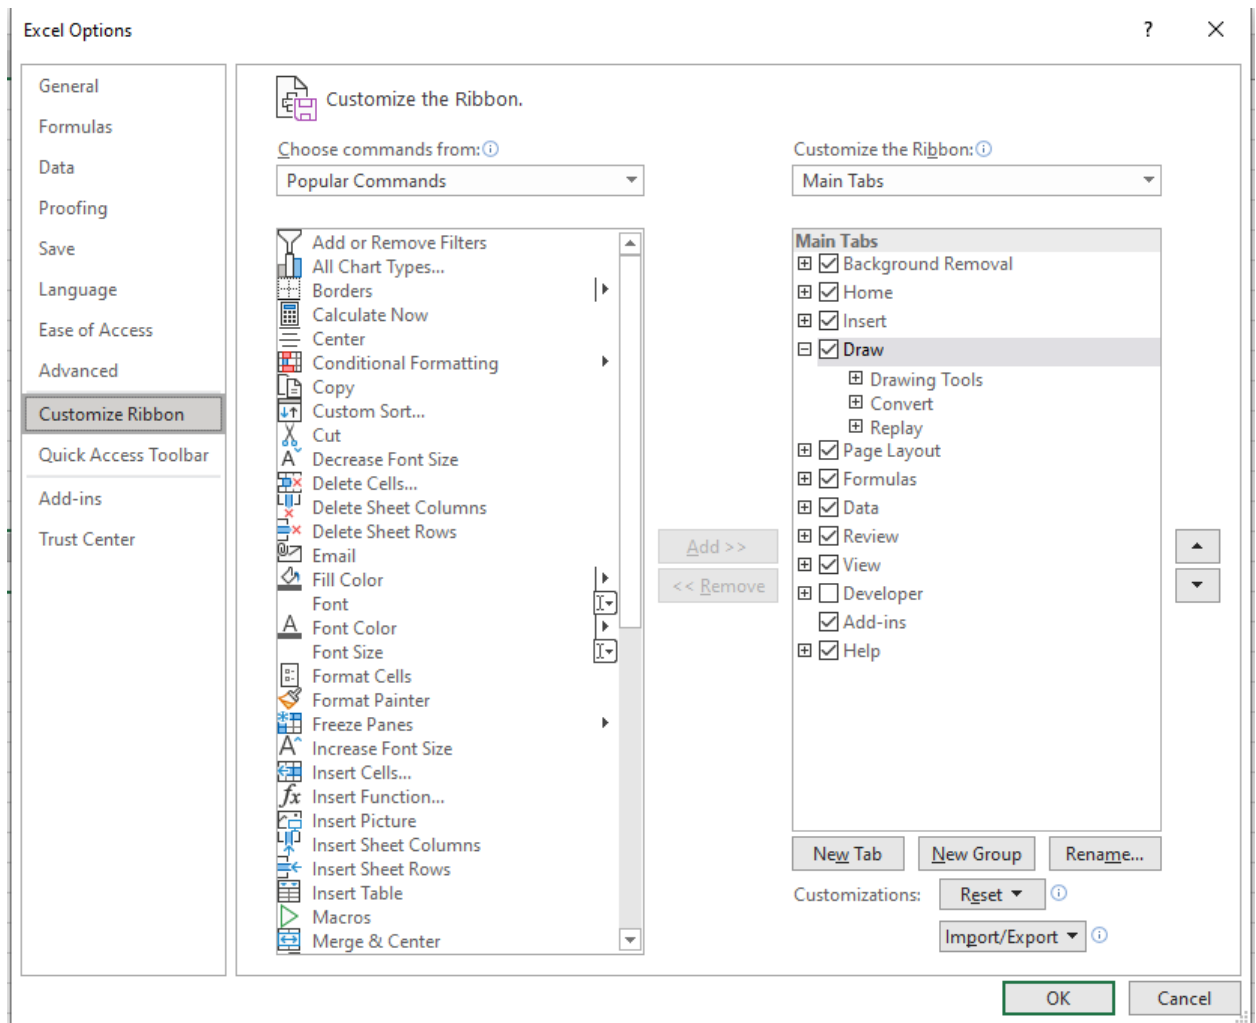 Excel Options
?
General
Formulas
Data
Proofing
Save
Language
Ease of Access
Advanced
Customize Ribbon
Quick Access Toolbar
Add-ins
Trust Center
Customize the Ribbon.
Choose commands from:
Popular Commands
Add or Remove Filters
All Chart Types...
Borders
Calculate Now
Center
Conditional Formatting
Copy
Custom Sort...
Cut
Decrease Font Size
Delete Cells...
Delete Sheet Columns
Delete Sheet Rows
Email
Fill Color
Font
Font Color
Font Size
Format Cells
Format Painter
Freeze Panes
Increase Font Size
Insert Cells...
Insert Function...
Insert Picture
Insert Sheet Columns
Insert Sheet Rows
Insert Table
Macros
Merge & Center
Add >>
<< Remove
Customize the Ribbon:
Main Tabs
Main Tabs
Background Removal
Home
Insert
Draw
Drawing Tools
Convert
Replay
Page Layout
Formulas
Data
Review
View
Developer
Add-ins
Help
New Tab
New Group
Rename...
Customizations:
Reset
Import/Export
OK
Cancel